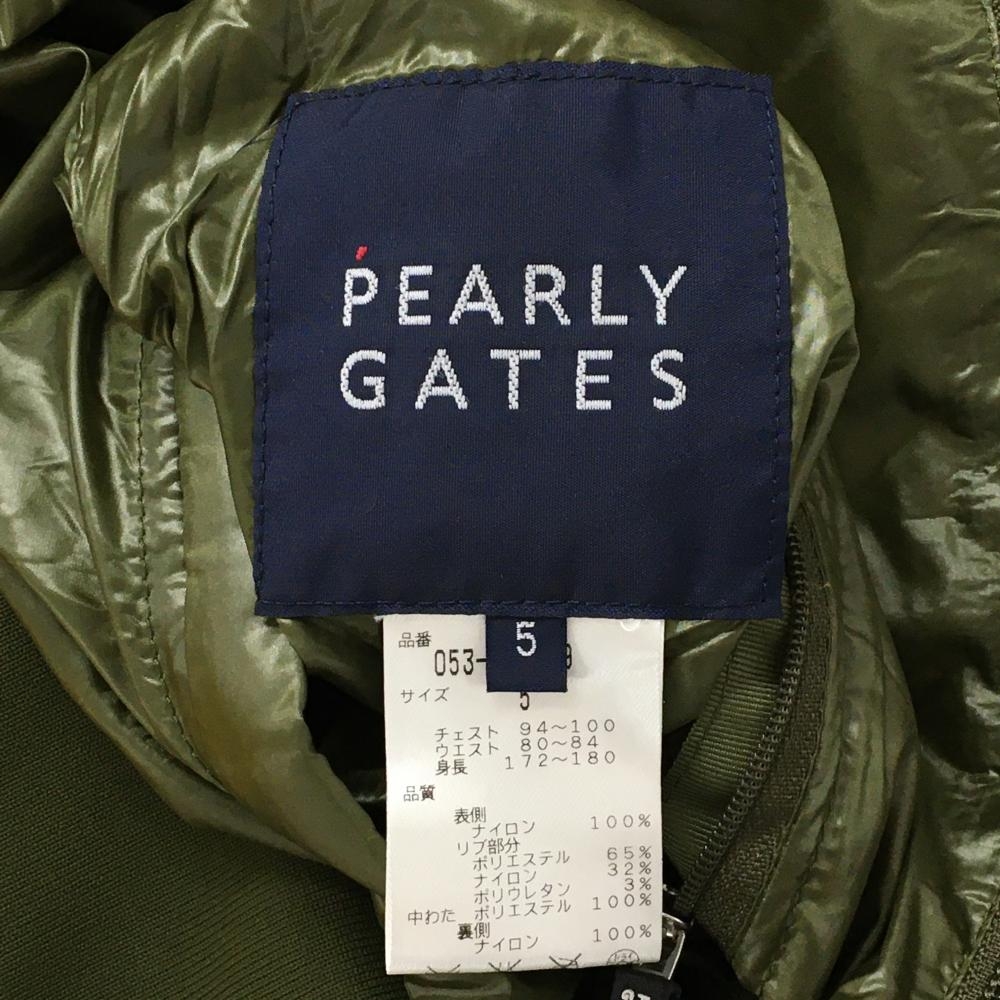 PEARLY
GATES
5
品番
053-
サイズ 5
チェスト 94～100
ウエスト 80～84
身長 172～180
品質
表側
ナイロン 100%
リブ部分
ポリエステル 65%
ナイロン 32%
ポリウレタン 3%
中わた ポリエステル 100%
裏側
ナイロン 100%